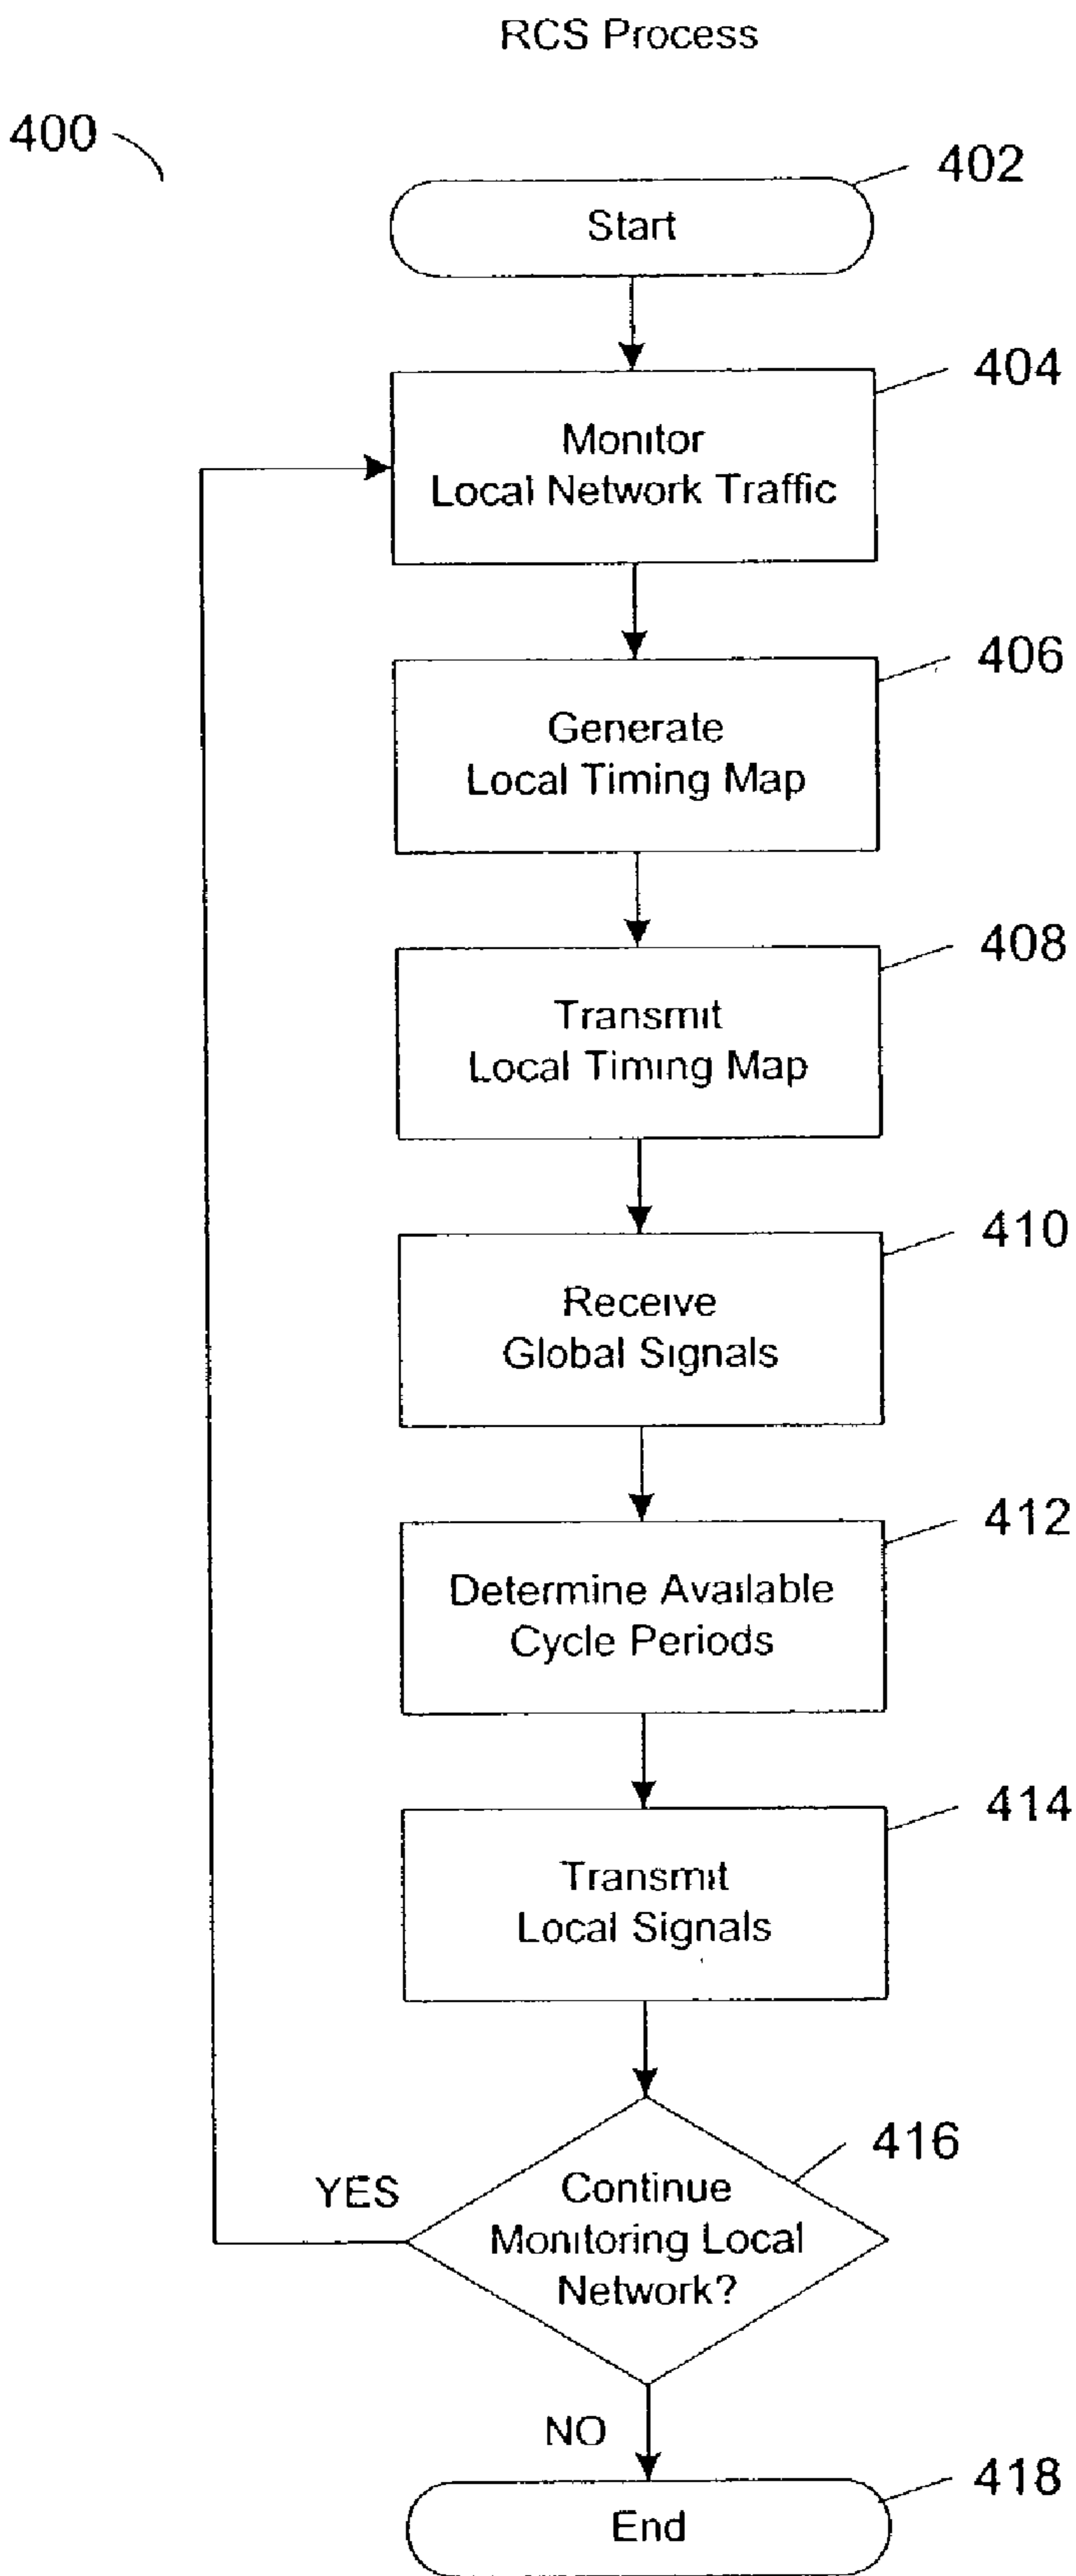 RCS Process
400
402
Start
404
Monitor
Local Network Traffic
406
Generate
Local Timing Map
408
Transmit
Local Timing Map
410
Receive
Global Signals
412
Determine Available
Cycle Periods
414
Transmit
Local Signals
416
YES
Continue
Monitoring Local
Network?
NO
418
End